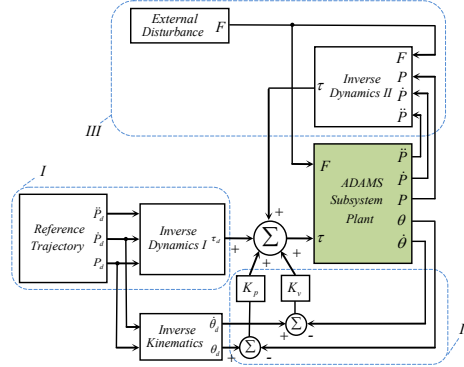 External
Disturbance
F
F
Inverse
Dynamics II
P
Ṗ
P̈
τ
III
F
ADAMS
Subsystem
Plant
P̈
Ṗ
P
θ
θ̇
τ
I
Reference
Trajectory
P̈d
Ṗd
Pd
Inverse
Dynamics I
τd
+
+
+
+
+
Σ
Kp
Kv
I
Inverse
Kinematics
θ̇d
θd
+
Σ
-
+
Σ
-